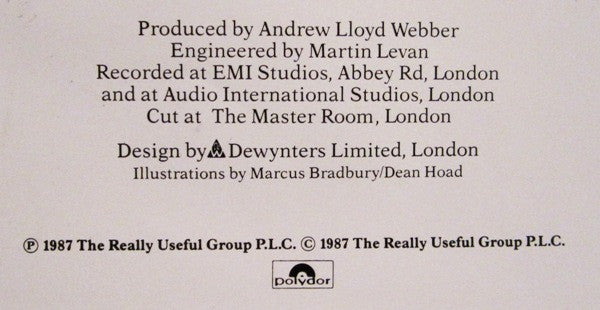 Produced by Andrew Lloyd Webber
Engineered by Martin Levan
Recorded at EMI Studios, Abbey Rd, London
and at Audio International Studios, London
Cut at The Master Room, London
Design by Dewynters Limited, London
Illustrations by Marcus Bradbury/Dean Hoad
℗ 1987 The Really Useful Group P.L.C. © 1987 The Really Useful Group P.L.C.
polydor